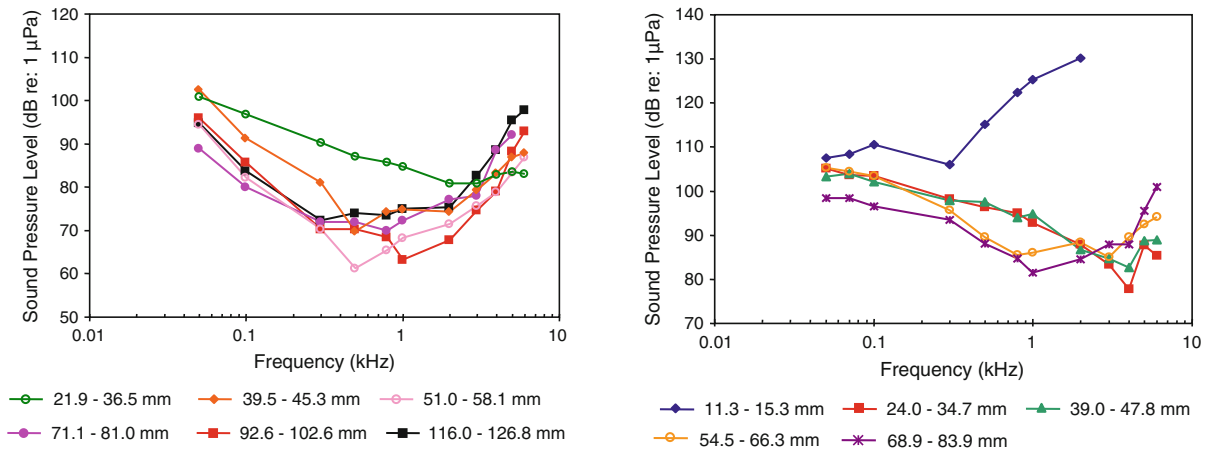 120
110
100
90
80
70
60
50
0.01
0.1
1
10
Sound Pressure Level (dB re: 1 µPa)
Frequency (kHz)
21.9 - 36.5 mm
39.5 - 45.3 mm
51.0 - 58.1 mm
71.1 - 81.0 mm
92.6 - 102.6 mm
116.0 - 126.8 mm
140
130
120
110
100
90
80
70
0.01
0.1
1
10
Sound Pressure Level (dB re: 1µPa)
Frequency (kHz)
11.3 - 15.3 mm
24.0 - 34.7 mm
39.0 - 47.8 mm
54.5 - 66.3 mm
68.9 - 83.9 mm